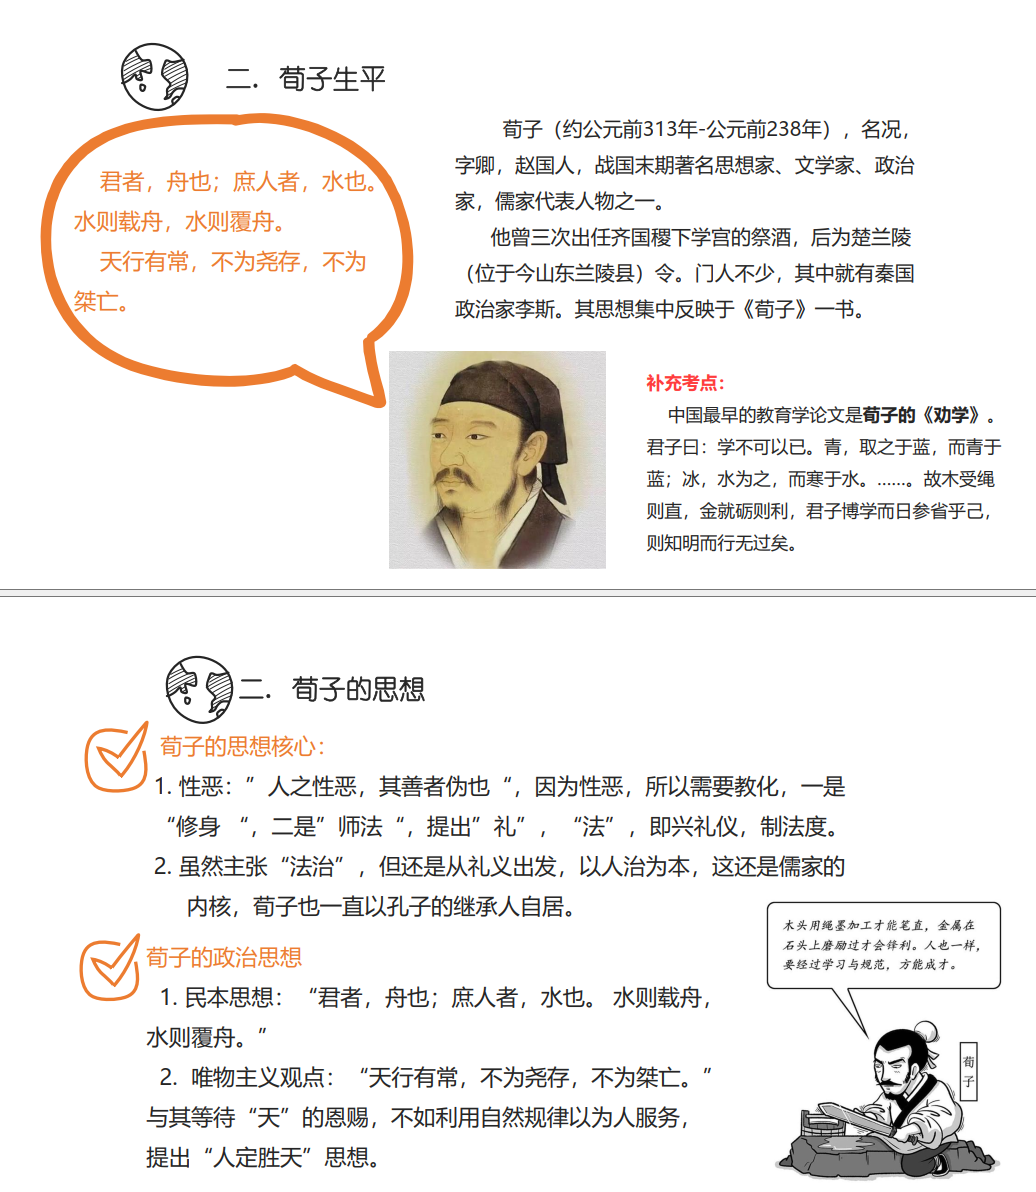 二．荀子生平
君者，舟也；庶人者，水也。
水则载舟，水则覆舟。
天行有常，不为尧存，不为
桀亡。
荀子（约公元前313年-公元前238年），名况，
字卿，赵国人，战国末期著名思想家、文学家、政治
家，儒家代表人物之一。
他曾三次出任齐国稷下学宫的祭酒，后为楚兰陵
（位于今山东兰陵县）令。门人不少，其中就有秦国
政治家李斯。其思想集中反映于《荀子》一书。
补充考点：
中国最早的教育学论文是荀子的《劝学》。
君子曰：学不可以已。青，取之于蓝，而青于
蓝；冰，水为之，而寒于水。……。故木受绳
则直，金就砺则利，君子博学而日参省乎己，
则知明而行无过矣。
二．荀子的思想
荀子的思想核心：
1. 性恶：”人之性恶，其善者伪也“，因为性恶，所以需要教化，一是
“修身 “，二是”师法“，提出”礼”，“法”，即兴礼仪，制法度。
2. 虽然主张“法治”，但还是从礼义出发，以人治为本，这还是儒家的
内核，荀子也一直以孔子的继承人自居。
荀子的政治思想
1. 民本思想：“君者，舟也；庶人者，水也。 水则载舟，
水则覆舟。”
2. 唯物主义观点：“天行有常，不为尧存，不为桀亡。”
与其等待“天”的恩赐，不如利用自然规律以为人服务，
提出“人定胜天”思想。
木头用绳墨加工才能笔直，金属在
石头上磨励过才会锋利。人也一样，
要经过学习与规范，方能成才。
荀
子